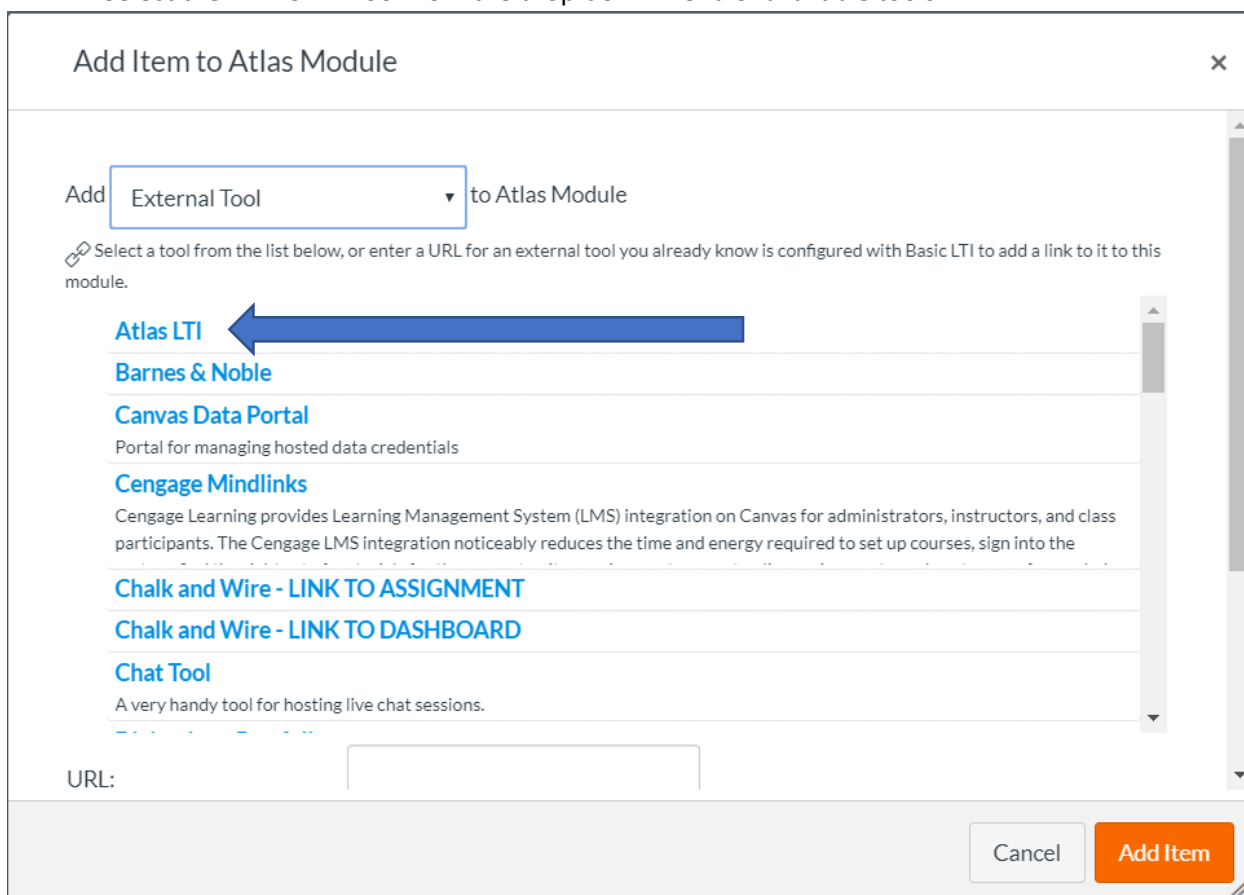 Add Item to Atlas Module
×
Add External Tool to Atlas Module
Select a tool from the list below, or enter a URL for an external tool you already know is configured with Basic LTI to add a link to it to this
module.
Atlas LTI
Barnes & Noble
Canvas Data Portal
Portal for managing hosted data credentials
Cengage Mindlinks
Cengage Learning provides Learning Management System (LMS) integration on Canvas for administrators, instructors, and class
participants. The Cengage LMS integration noticeably reduces the time and energy required to set up courses, sign into the
Chalk and Wire - LINK TO ASSIGNMENT
Chalk and Wire - LINK TO DASHBOARD
Chat Tool
A very handy tool for hosting live chat sessions.
URL:
Cancel Add Item